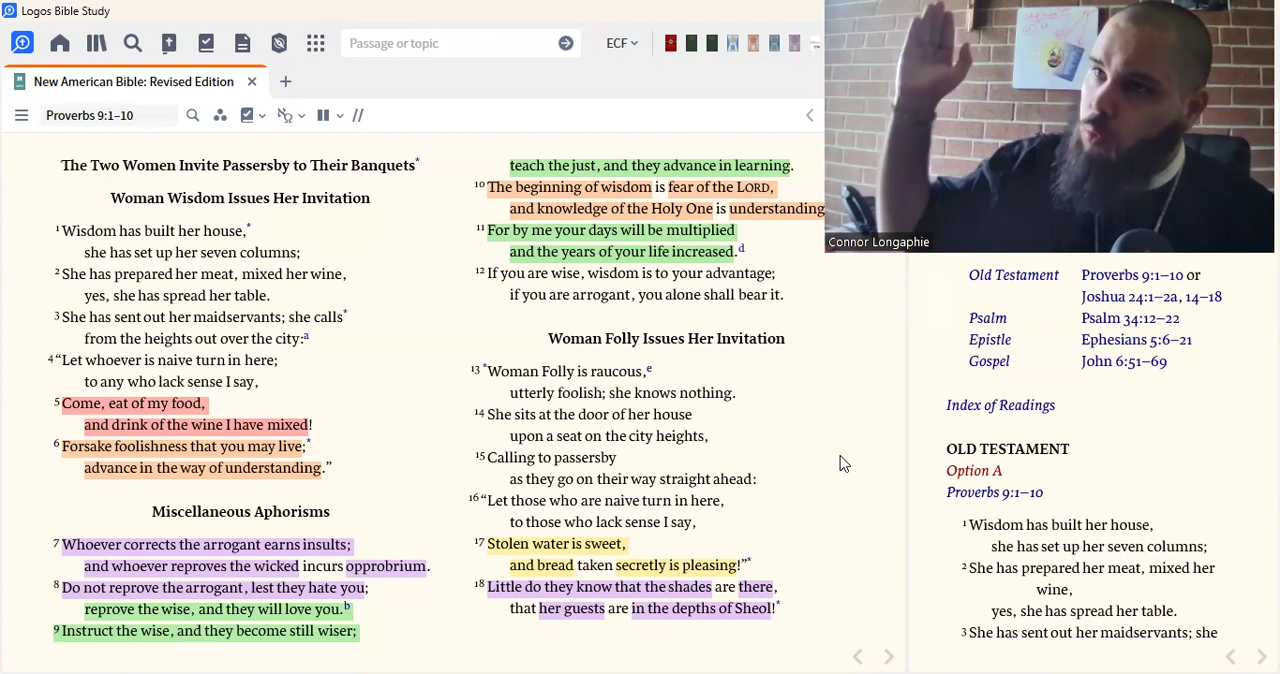 Logos Bible Study
Passage or topic
ECF
New American Bible: Revised Edition
Proverbs 9:1–10
The Two Women Invite Passersby to Their Banquets*
Woman Wisdom Issues Her Invitation
1 Wisdom has built her house,*
she has set up her seven columns;
2 She has prepared her meat, mixed her wine,
yes, she has spread her table.
3 She has sent out her maidservants; she calls*
from the heights out over the city:a
4 “Let whoever is naive turn in here;
to any who lack sense I say,
5 Come, eat of my food,
and drink of the wine I have mixed!
6 Forsake foolishness that you may live;*
advance in the way of understanding.”
Miscellaneous Aphorisms
7 Whoever corrects the arrogant earns insults;
and whoever reproves the wicked incurs opprobrium.
8 Do not reprove the arrogant, lest they hate you;
reprove the wise, and they will love you.b
9 Instruct the wise, and they become still wiser;
teach the just, and they advance in learning.
10 The beginning of wisdom is fear of the LORD,
and knowledge of the Holy One is understanding
11 For by me your days will be multiplied
and the years of your life increased.d
12 If you are wise, wisdom is to your advantage;
if you are arrogant, you alone shall bear it.
Woman Folly Issues Her Invitation
13 *Woman Folly is raucous,e
utterly foolish; she knows nothing.
14 She sits at the door of her house
upon a seat on the city heights,
15 Calling to passersby
as they go on their way straight ahead:
16 “Let those who are naive turn in here,
to those who lack sense I say,
17 Stolen water is sweet,
and bread taken secretly is pleasing!”*
18 Little do they know that the shades are there,
that her guests are in the depths of Sheol!*
Connor Longaphie
Old Testament Proverbs 9:1–10 or
Joshua 24:1–2a, 14–18
Psalm Psalm 34:12–22
Epistle Ephesians 5:6–21
Gospel John 6:51–69
Index of Readings
OLD TESTAMENT
Option A
Proverbs 9:1–10
1 Wisdom has built her house,
she has set up her seven columns;
2 She has prepared her meat, mixed her
wine,
yes, she has spread her table.
3 She has sent out her maidservants; she